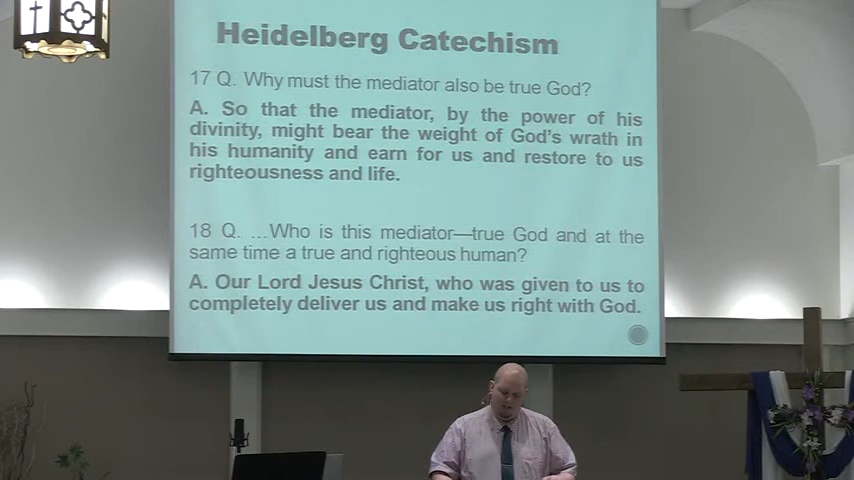 Heidelberg Catechism
17 Q. Why must the mediator also be true God?
A. So that the mediator, by the power of his
divinity, might bear the weight of God's wrath in
his humanity and earn for us and restore to us
righteousness and life.
18 Q. ...Who is this mediator—true God and at the
same time a true and righteous human?
A. Our Lord Jesus Christ, who was given to us to
completely deliver us and make us right with God.